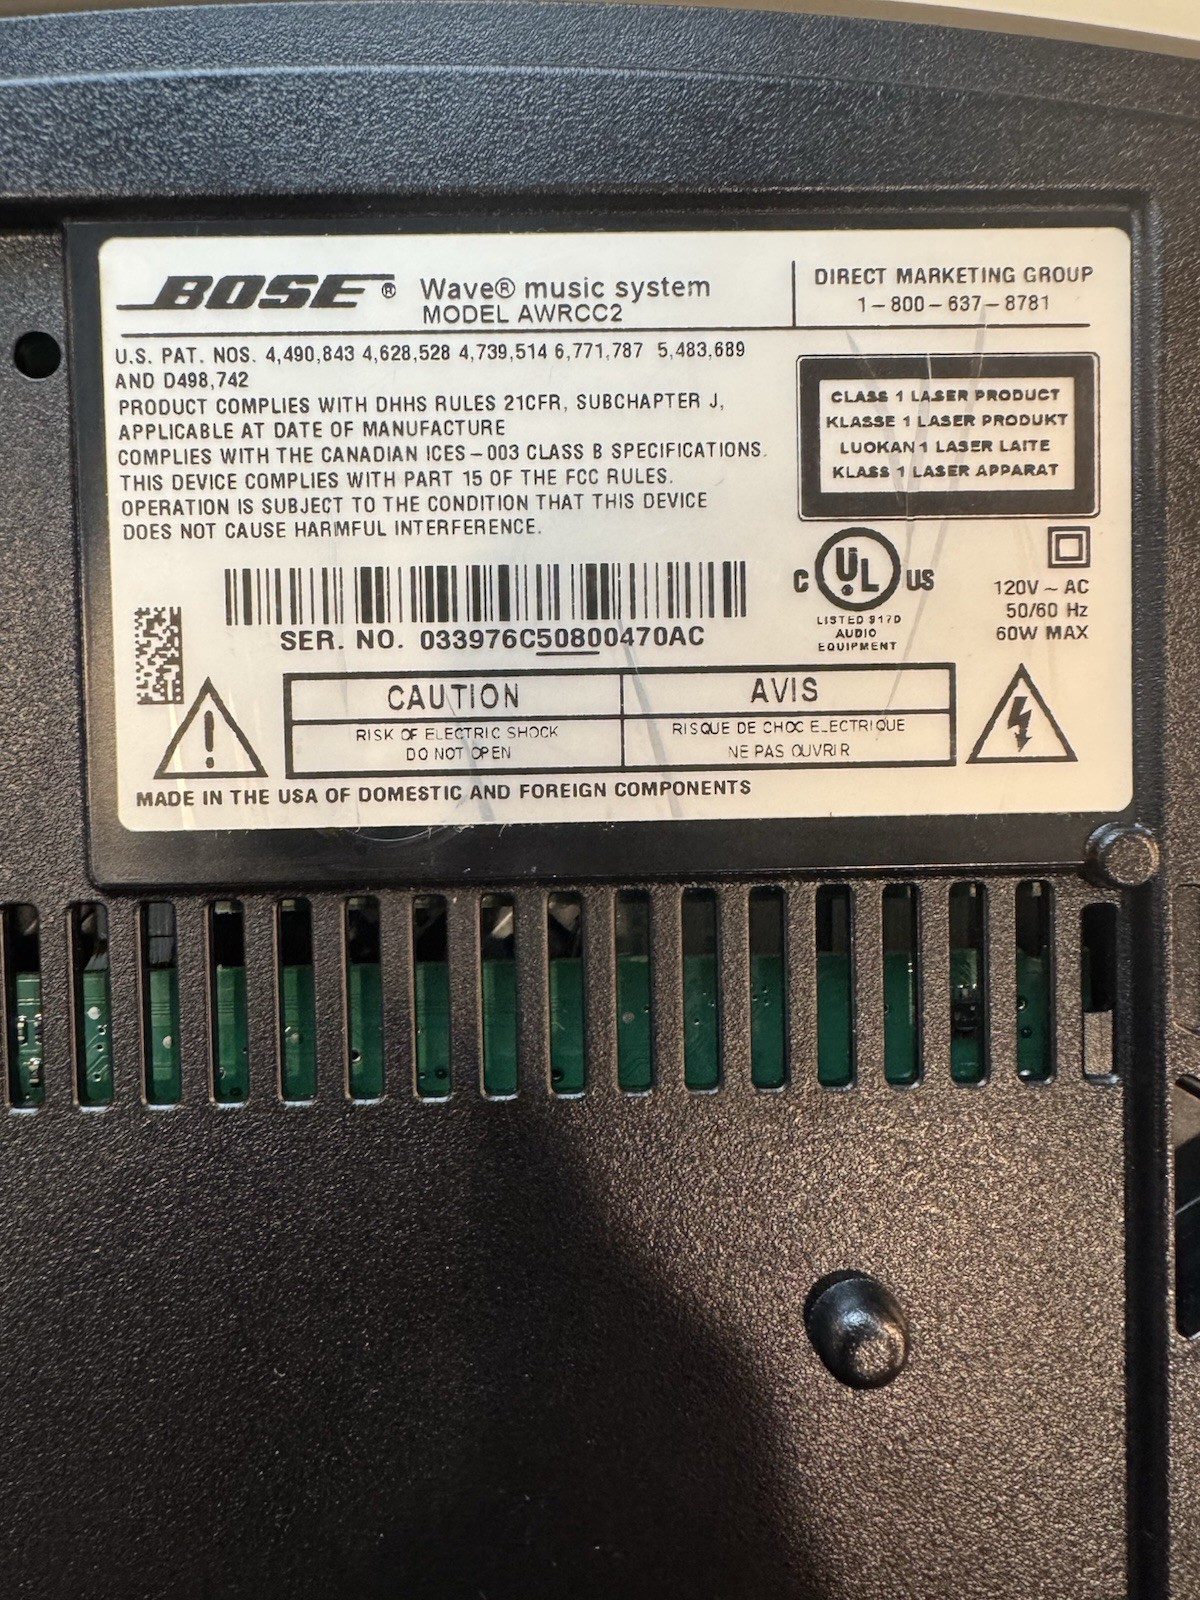 BOSE® Wave® music system
MODEL AWRCC2
DIRECT MARKETING GROUP
1-800-637-8781
U.S. PAT. NOS. 4,490,843 4,628,528 4,739,514 6,771,787 5,483,689
AND D498,742
PRODUCT COMPLIES WITH DHHS RULES 21CFR, SUBCHAPTER J,
APPLICABLE AT DATE OF MANUFACTURE
COMPLIES WITH THE CANADIAN ICES-003 CLASS B SPECIFICATIONS.
THIS DEVICE COMPLIES WITH PART 15 OF THE FCC RULES.
OPERATION IS SUBJECT TO THE CONDITION THAT THIS DEVICE
DOES NOT CAUSE HARMFUL INTERFERENCE.
CLASS 1 LASER PRODUCT
KLASSE 1 LASER PRODUKT
LUOKAN 1 LASER LAITE
KLASS 1 LASER APPARAT
C UL US
LISTED 917D
AUDIO
EQUIPMENT
120V ~ AC
50/60 Hz
60W MAX
SER. NO. 033976C50800470AC
CAUTION
RISK OF ELECTRIC SHOCK
DO NOT OPEN
AVIS
RISQUE DE CHOC ELECTRIQUE
NE PAS OUVRIR
MADE IN THE USA OF DOMESTIC AND FOREIGN COMPONENTS